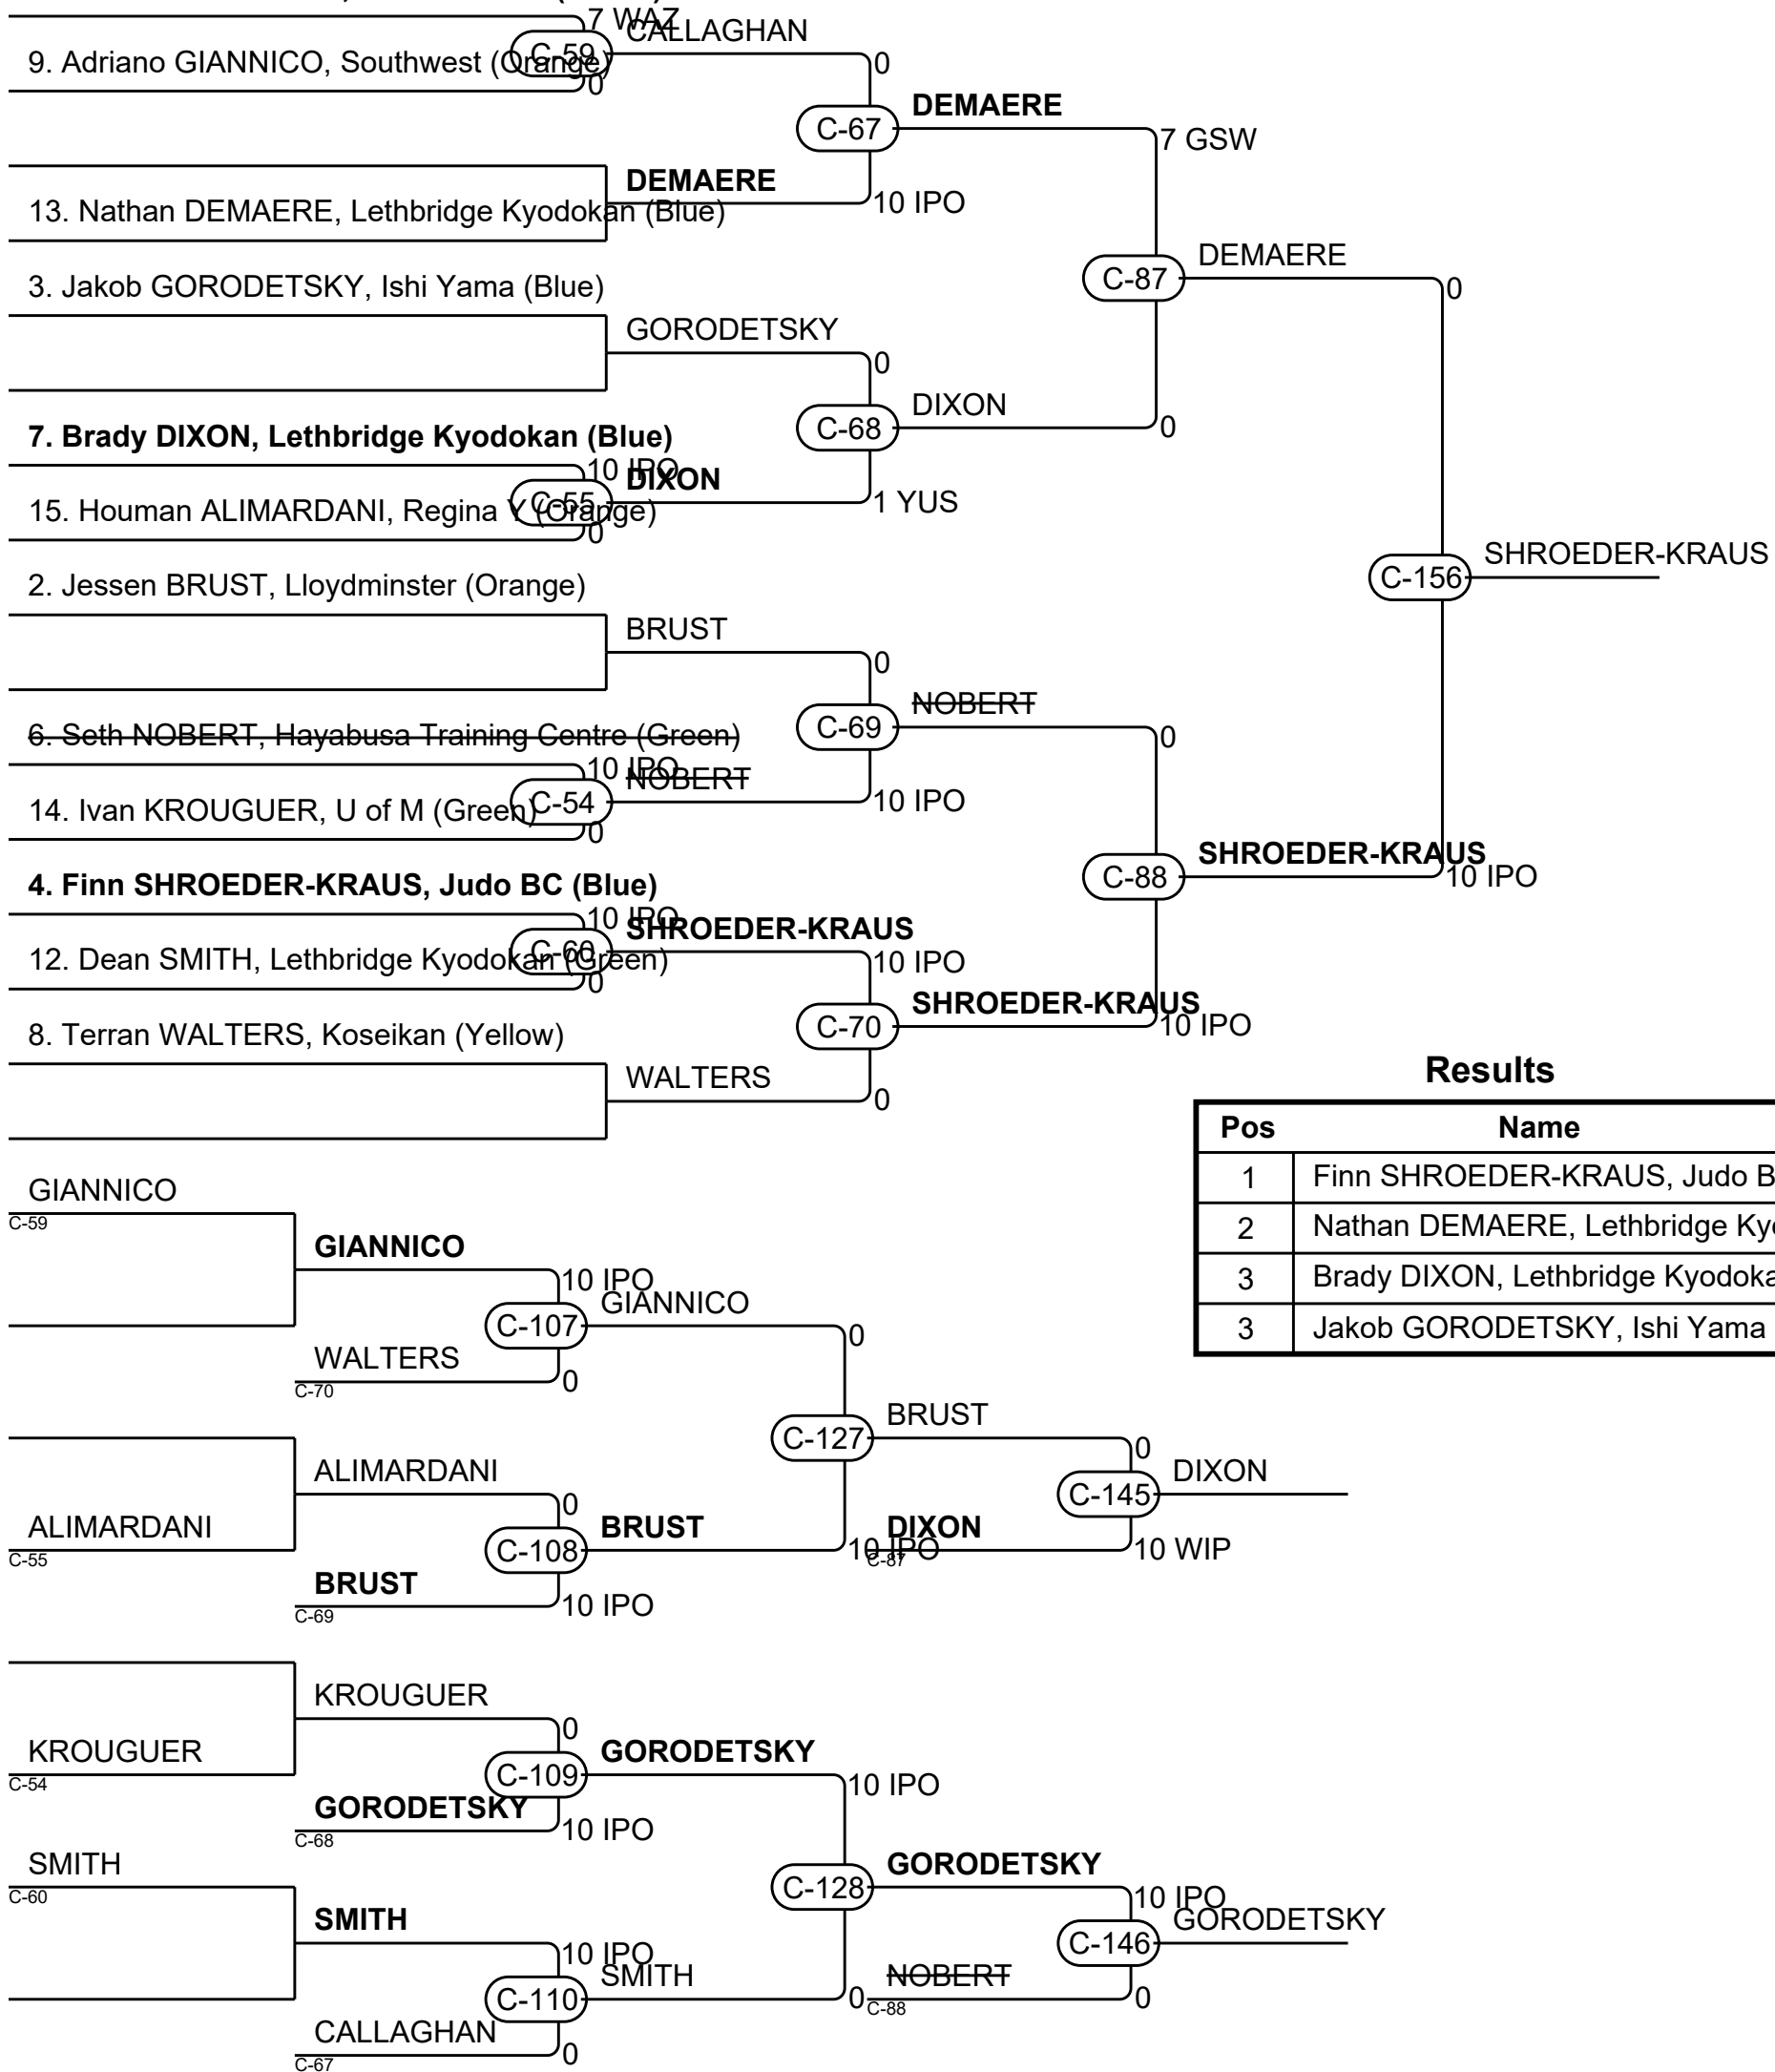 7 WAZ
CALLAGHAN
9. Adriano GIANNICO, Southwest (Orange)
C-59
0
0
DEMAERE
C-67
7 GSW
DEMAERE
10 IPO
13. Nathan DEMAERE, Lethbridge Kyodokan (Blue)
DEMAERE
C-87
0
3. Jakob GORODETSKY, Ishi Yama (Blue)
GORODETSKY
0
DIXON
C-68
0
7. Brady DIXON, Lethbridge Kyodokan (Blue)
10 IPO
DIXON
C-55
1 YUS
15. Houman ALIMARDANI, Regina Y (Orange)
0
SHROEDER-KRAUS
C-156
2. Jessen BRUST, Lloydminster (Orange)
BRUST
0
NOBERT
C-69
0
6. Seth NOBERT, Hayabusa Training Centre (Green)
10 IPO
NOBERT
C-54
10 IPO
14. Ivan KROUGUER, U of M (Green)
0
SHROEDER-KRAUS
C-88
10 IPO
4. Finn SHROEDER-KRAUS, Judo BC (Blue)
10 IPO
SHROEDER-KRAUS
C-60
10 IPO
12. Dean SMITH, Lethbridge Kyodokan (Green)
0
SHROEDER-KRAUS
C-70
10 IPO
8. Terran WALTERS, Koseikan (Yellow)
WALTERS
0
Results
Pos Name
1 Finn SHROEDER-KRAUS, Judo B
2 Nathan DEMAERE, Lethbridge Ky
3 Brady DIXON, Lethbridge Kyodoka
3 Jakob GORODETSKY, Ishi Yama
GIANNICO
C-59
GIANNICO
10 IPO
GIANNICO
C-107
0
WALTERS
C-70
0
BRUST
C-127
0
ALIMARDANI
0
DIXON
C-145
ALIMARDANI
C-55
BRUST
C-108
10 IPO
DIXON
C-87
10 WIP
BRUST
C-69
10 IPO
KROUGUER
0
KROUGUER
C-54
GORODETSKY
C-109
10 IPO
GORODETSKY
C-68
10 IPO
SMITH
C-60
GORODETSKY
C-128
10 IPO
GORODETSKY
C-146
SMITH
10 IPO
SMITH
C-110
0
NOBERT
C-88
0
CALLAGHAN
C-67
0